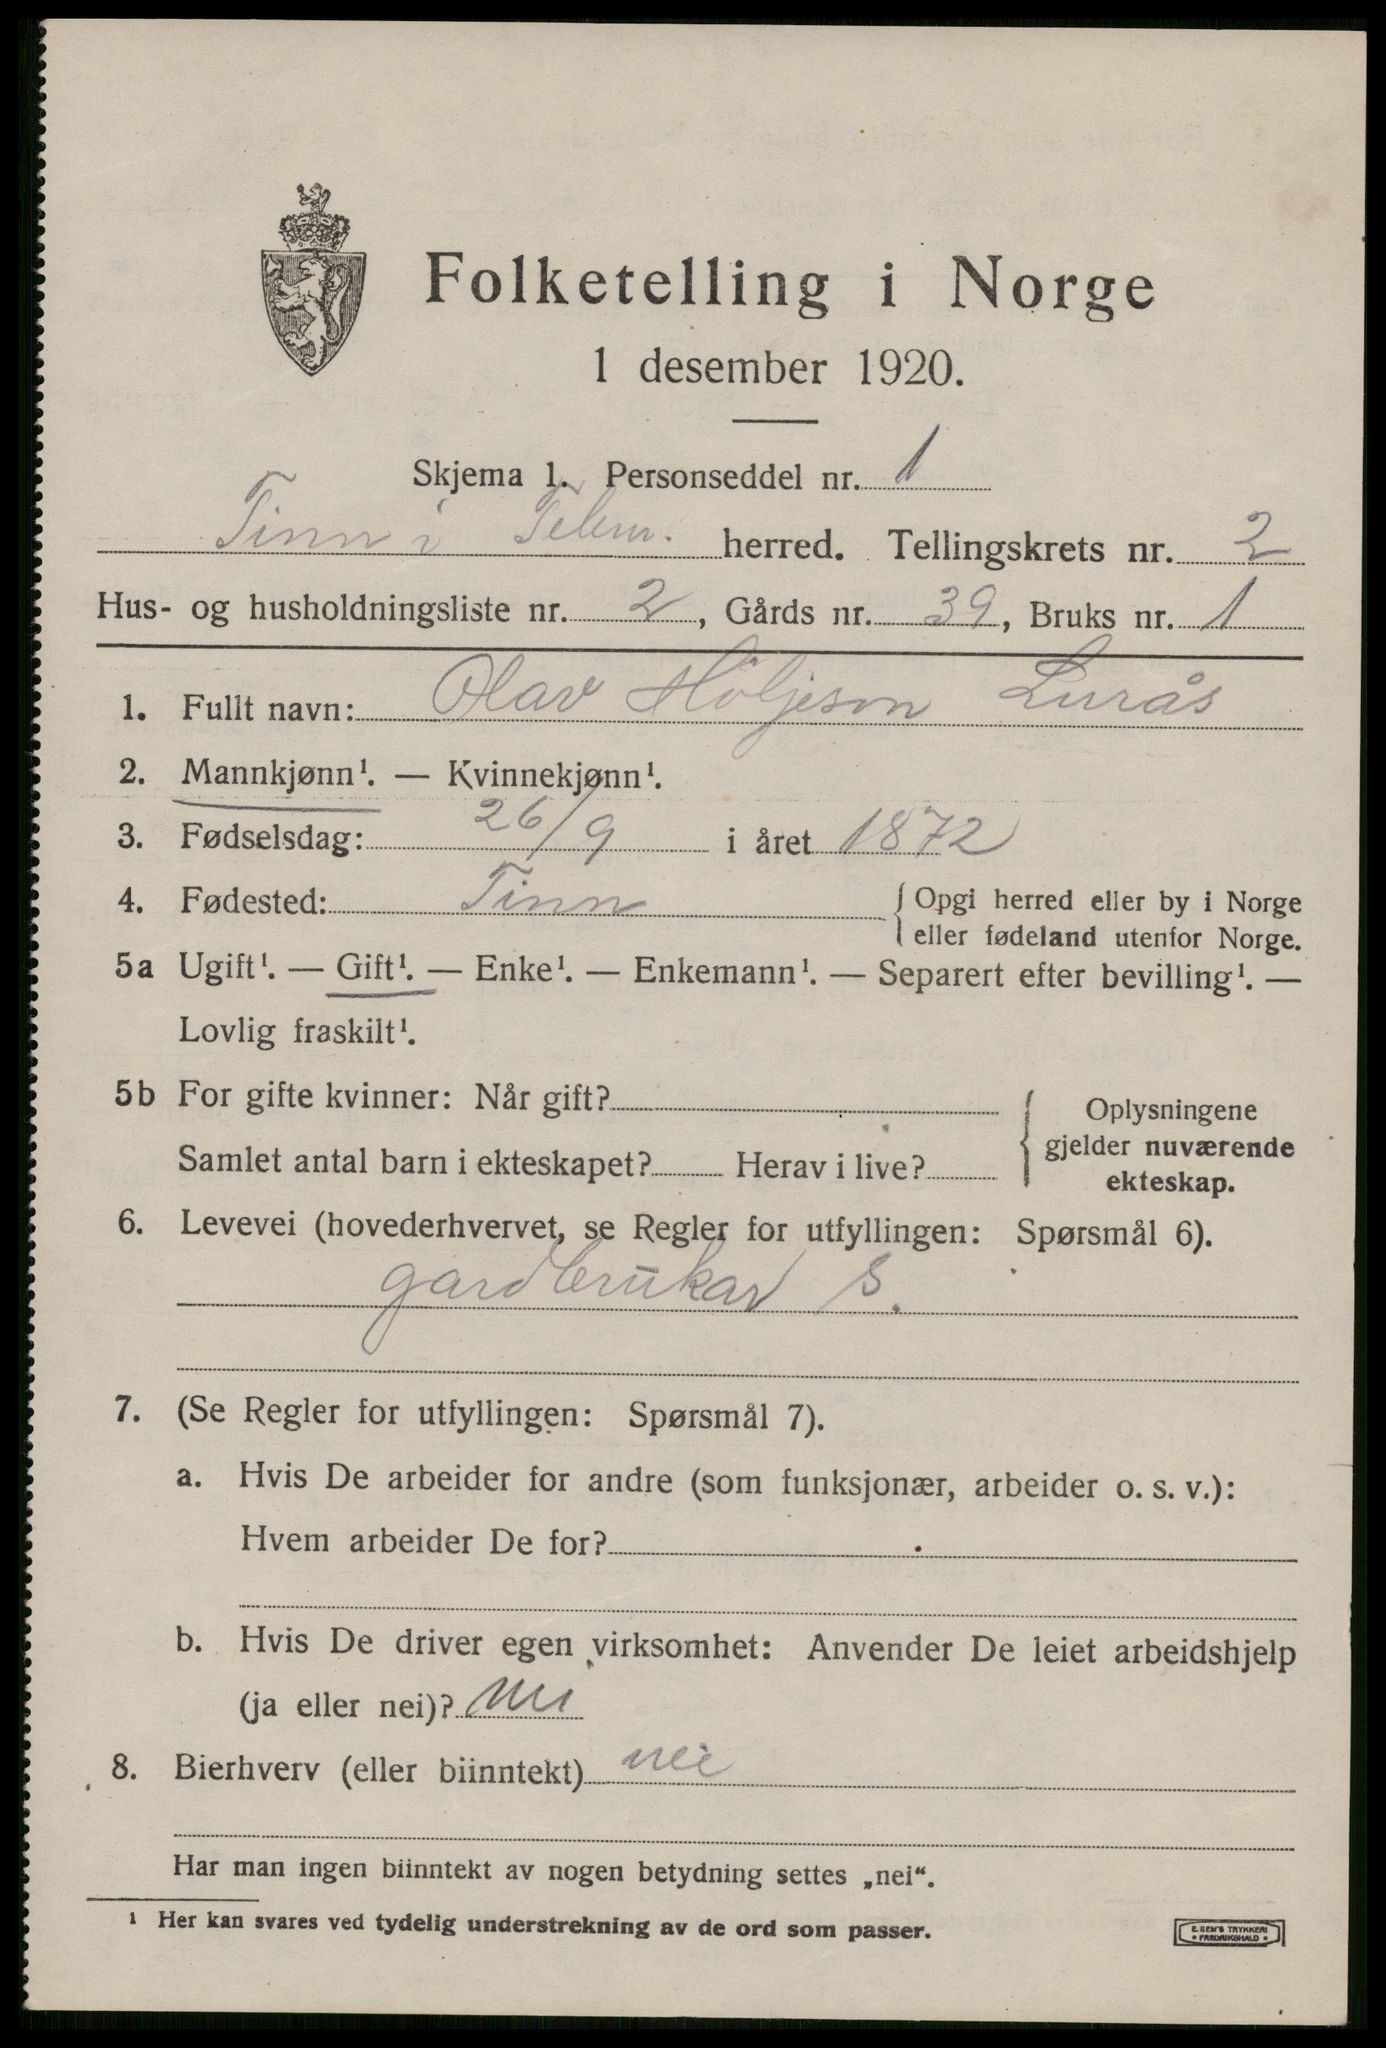 Folketelling i Norge
1 desember 1920.
Skjema 1. Personseddel nr. 1
Tinn i Telem. herred. Tellingskrets nr. 2
Hus- og husholdningsliste nr. 2, Gårds nr. 39, Bruks nr. 1
1. Fullt navn: Olav Höljeson Lurås
2. Mannkjønn¹. — Kvinnekjønn¹.
3. Fødselsdag: 26/9 i året 1872
4. Fødested: Tinn { Opgi herred eller by i Norge
eller fødeland utenfor Norge.
5a Ugift¹. — Gift¹. — Enke¹. — Enkemann¹. — Separert efter bevilling¹. —
Lovlig fraskilt¹.
5b For gifte kvinner: Når gift?
Samlet antal barn i ekteskapet? Herav i live?
{ Oplysningene
gjelder nuværende
ekteskap.
6. Levevei (hovederhvervet, se Regler for utfyllingen: Spørsmål 6).
gardbrukar s.
7. (Se Regler for utfyllingen: Spørsmål 7).
a. Hvis De arbeider for andre (som funksjonær, arbeider o. s. v.):
Hvem arbeider De for?
b. Hvis De driver egen virksomhet: Anvender De leiet arbeidshjelp
(ja eller nei)? nei
8. Bierhverv (eller biinntekt) nei
Har man ingen biinntekt av nogen betydning settes „nei“.
¹ Her kan svares ved tydelig understrekning av de ord som passer.
E. SEM'S TRYKKERI
• FREDRIKSHALD •